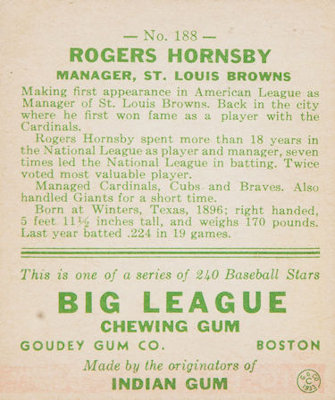 — No. 188 —
ROGERS HORNSBY
MANAGER, ST. LOUIS BROWNS
Making first appearance in American League as
Manager of St. Louis Browns. Back in the city
where he first won fame as a player with the
Cardinals.
Rogers Hornsby spent more than 18 years in
the National League as player and manager, seven
times led the National League in batting. Twice
voted most valuable player.
Managed Cardinals, Cubs and Braves. Also
handled Giants for a short time.
Born at Winters, Texas, 1896; right handed,
5 feet 11½ inches tall, and weighs 170 pounds.
Last year batted .224 in 19 games.
This is one of a series of 240 Baseball Stars
BIG LEAGUE
CHEWING GUM
GOUDEY GUM CO. BOSTON
Made by the originators of
INDIAN GUM
G.G.CO.
C
1933